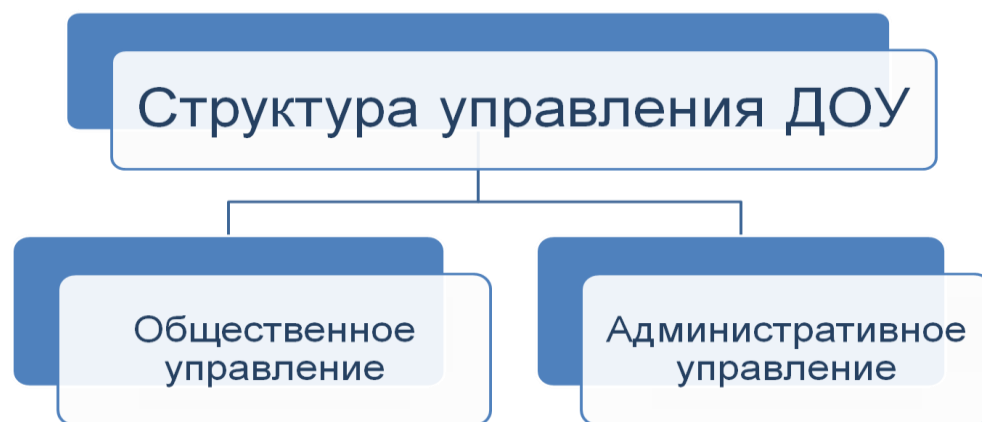 Структура управления ДОУ
Общественное
управление
Административное
управление